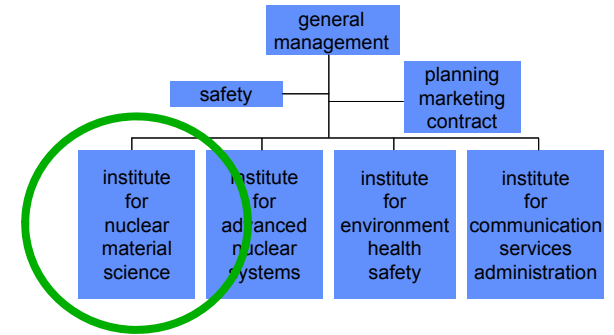 general
management
safety
planning
marketing
contract
institute
for
nuclear
material
science
institute
for
advanced
nuclear
systems
institute
for
environment
health
safety
institute
for
communication
services
administration